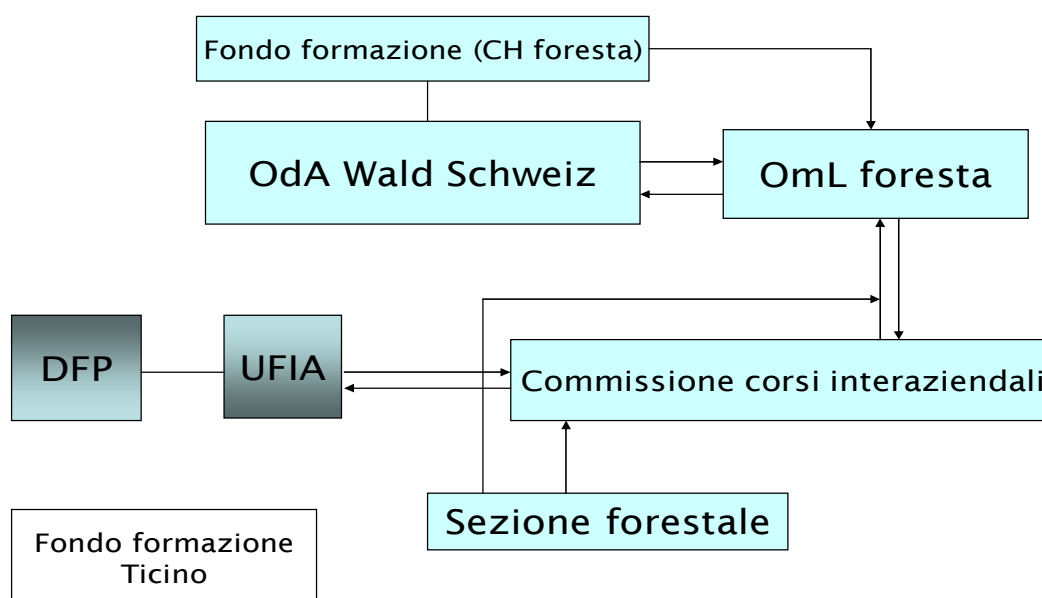 Fondo formazione (CH foresta)
OdA Wald Schweiz
OmL foresta
DFP
UFIA
Commissione corsi interaziendali
Sezione forestale
Fondo formazione
Ticino